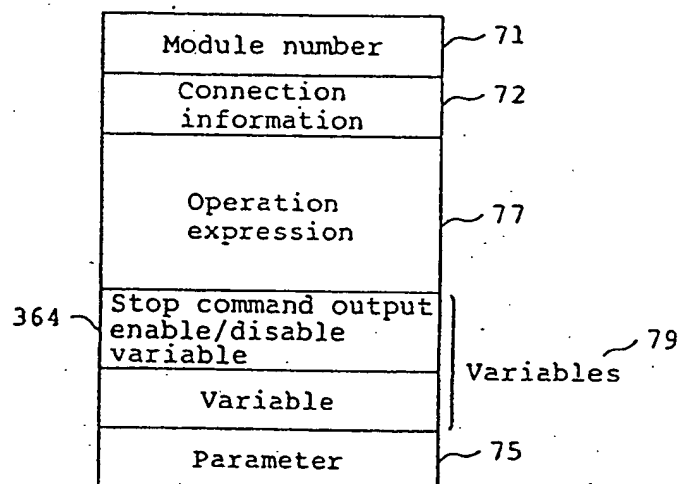 Module number
71
Connection
information
72
Operation
expression
77
Stop command output
enable/disable
variable
364
Variables
79
Variable
Parameter
75